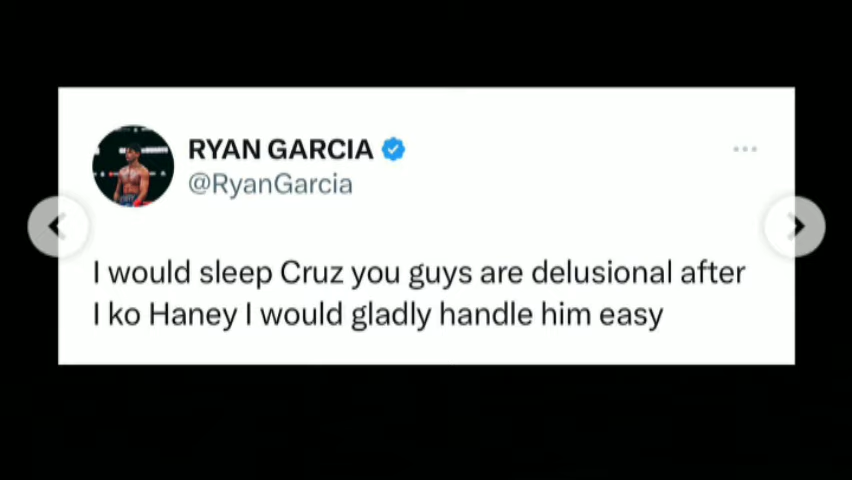 RYAN GARCIA
@RyanGarcia
I would sleep Cruz you guys are delusional after
I ko Haney I would gladly handle him easy